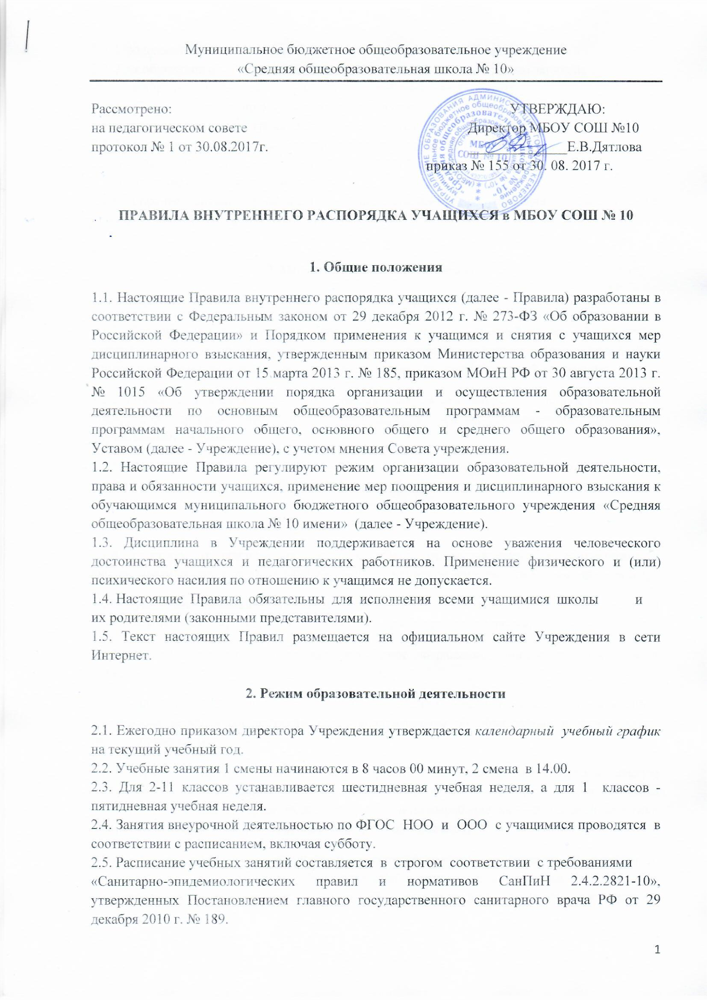 Муниципальное бюджетное общеобразовательное учреждение
«Средняя общеобразовательная школа № 10»
Рассмотрено:
на педагогическом совете
протокол № 1 от 30.08.2017г.
УТВЕРЖДАЮ:
Директор МБОУ СОШ №10
Е.В.Дятлова
приказ № 155 от 30. 08. 2017 г.
МБОУ
СОШ № 10
ПРАВИЛА ВНУТРЕННЕГО РАСПОРЯДКА УЧАЩИХСЯ в МБОУ СОШ № 10
1. Общие положения
1.1. Настоящие Правила внутреннего распорядка учащихся (далее - Правила) разработаны в
соответствии с Федеральным законом от 29 декабря 2012 г. № 273-ФЗ «Об образовании в
Российской Федерации» и Порядком применения к учащимся и снятия с учащихся мер
дисциплинарного взыскания, утвержденным приказом Министерства образования и науки
Российской Федерации от 15 марта 2013 г. № 185, приказом МОиН РФ от 30 августа 2013 г.
№ 1015 «Об утверждении порядка организации и осуществления образовательной
деятельности по основным общеобразовательным программам - образовательным
программам начального общего, основного общего и среднего общего образования»,
Уставом (далее - Учреждение), с учетом мнения Совета учреждения.
1.2. Настоящие Правила регулируют режим организации образовательной деятельности,
права и обязанности учащихся, применение мер поощрения и дисциплинарного взыскания к
обучающимся муниципального бюджетного общеобразовательного учреждения «Средняя
общеобразовательная школа № 10 имени» (далее - Учреждение).
1.3. Дисциплина в Учреждении поддерживается на основе уважения человеческого
достоинства учащихся и педагогических работников. Применение физического и (или)
психического насилия по отношению к учащимся не допускается.
1.4. Настоящие Правила обязательны для исполнения всеми учащимися школы и
их родителями (законными представителями).
1.5. Текст настоящих Правил размещается на официальном сайте Учреждения в сети
Интернет.
2. Режим образовательной деятельности
2.1. Ежегодно приказом директора Учреждения утверждается календарный учебный график
на текущий учебный год.
2.2. Учебные занятия 1 смены начинаются в 8 часов 00 минут, 2 смена в 14.00.
2.3. Для 2-11 классов устанавливается шестидневная учебная неделя, а для 1 классов -
пятидневная учебная неделя.
2.4. Занятия внеурочной деятельностью по ФГОС НОО и ООО с учащимися проводятся в
соответствии с расписанием, включая субботу.
2.5. Расписание учебных занятий составляется в строгом соответствии с требованиями
«Санитарно-эпидемиологических правил и нормативов СанПиН 2.4.2.2821-10»,
утвержденных Постановлением главного государственного санитарного врача РФ от 29
декабря 2010 г. № 189.
1